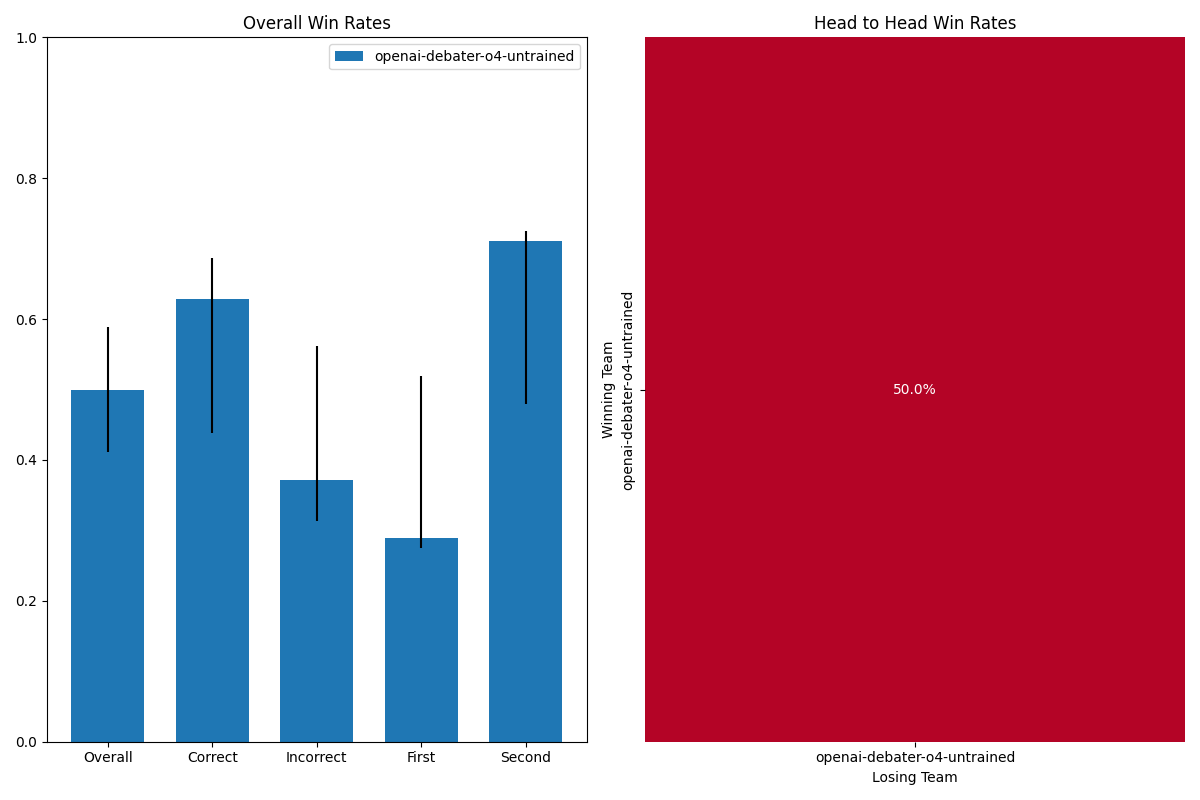 Overall Win Rates
1.0
0.8
0.6
0.4
0.2
0.0
openai-debater-o4-untrained
Overall
Correct
Incorrect
First
Second
Head to Head Win Rates
Winning Team
openai-debater-o4-untrained
50.0%
openai-debater-o4-untrained
Losing Team